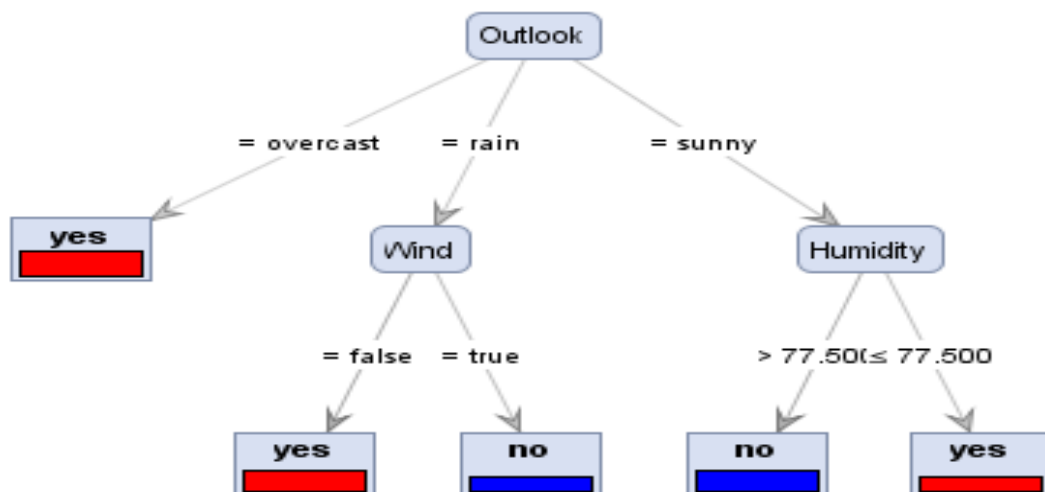 Outlook
= overcast
= rain
= sunny
yes
Wind
Humidity
= false
= true
> 77.50(
≤ 77.500
yes
no
no
yes